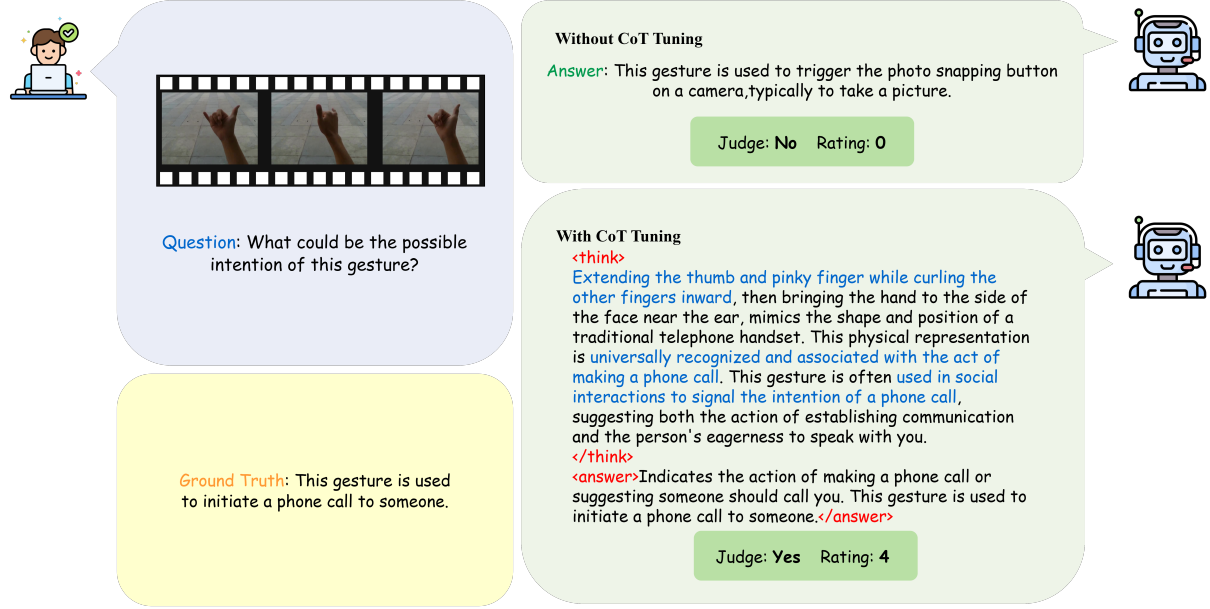 Question: What could be the possible
intention of this gesture?
Ground Truth: This gesture is used
to initiate a phone call to someone.
Without CoT Tuning
Answer: This gesture is used to trigger the photo snapping button
on a camera,typically to take a picture.
Judge: No Rating: 0
With CoT Tuning
<think>
Extending the thumb and pinky finger while curling the
other fingers inward, then bringing the hand to the side of
the face near the ear, mimics the shape and position of a
traditional telephone handset. This physical representation
is universally recognized and associated with the act of
making a phone call. This gesture is often used in social
interactions to signal the intention of a phone call,
suggesting both the action of establishing communication
and the person's eagerness to speak with you.
</think>
<answer>Indicates the action of making a phone call or
suggesting someone should call you. This gesture is used to
initiate a phone call to someone.</answer>
Judge: Yes Rating: 4